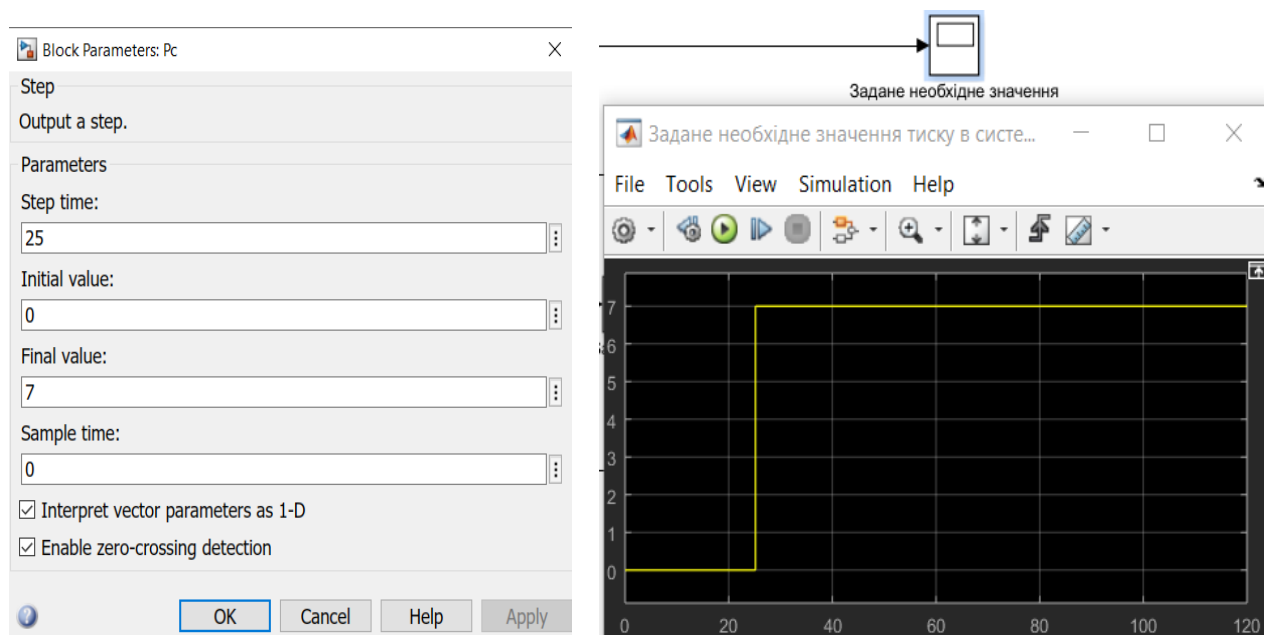 Block Parameters: Pc
Step
Output a step.
Parameters
Step time:
25
Initial value:
0
Final value:
7
Sample time:
0
Interpret vector parameters as 1-D
Enable zero-crossing detection
OK Cancel Help Apply
Задане необхідне значення
Задане необхідне значення тиску в систе...
File Tools View Simulation Help
7
6
5
4
3
2
1
0
0 20 40 60 80 100 120